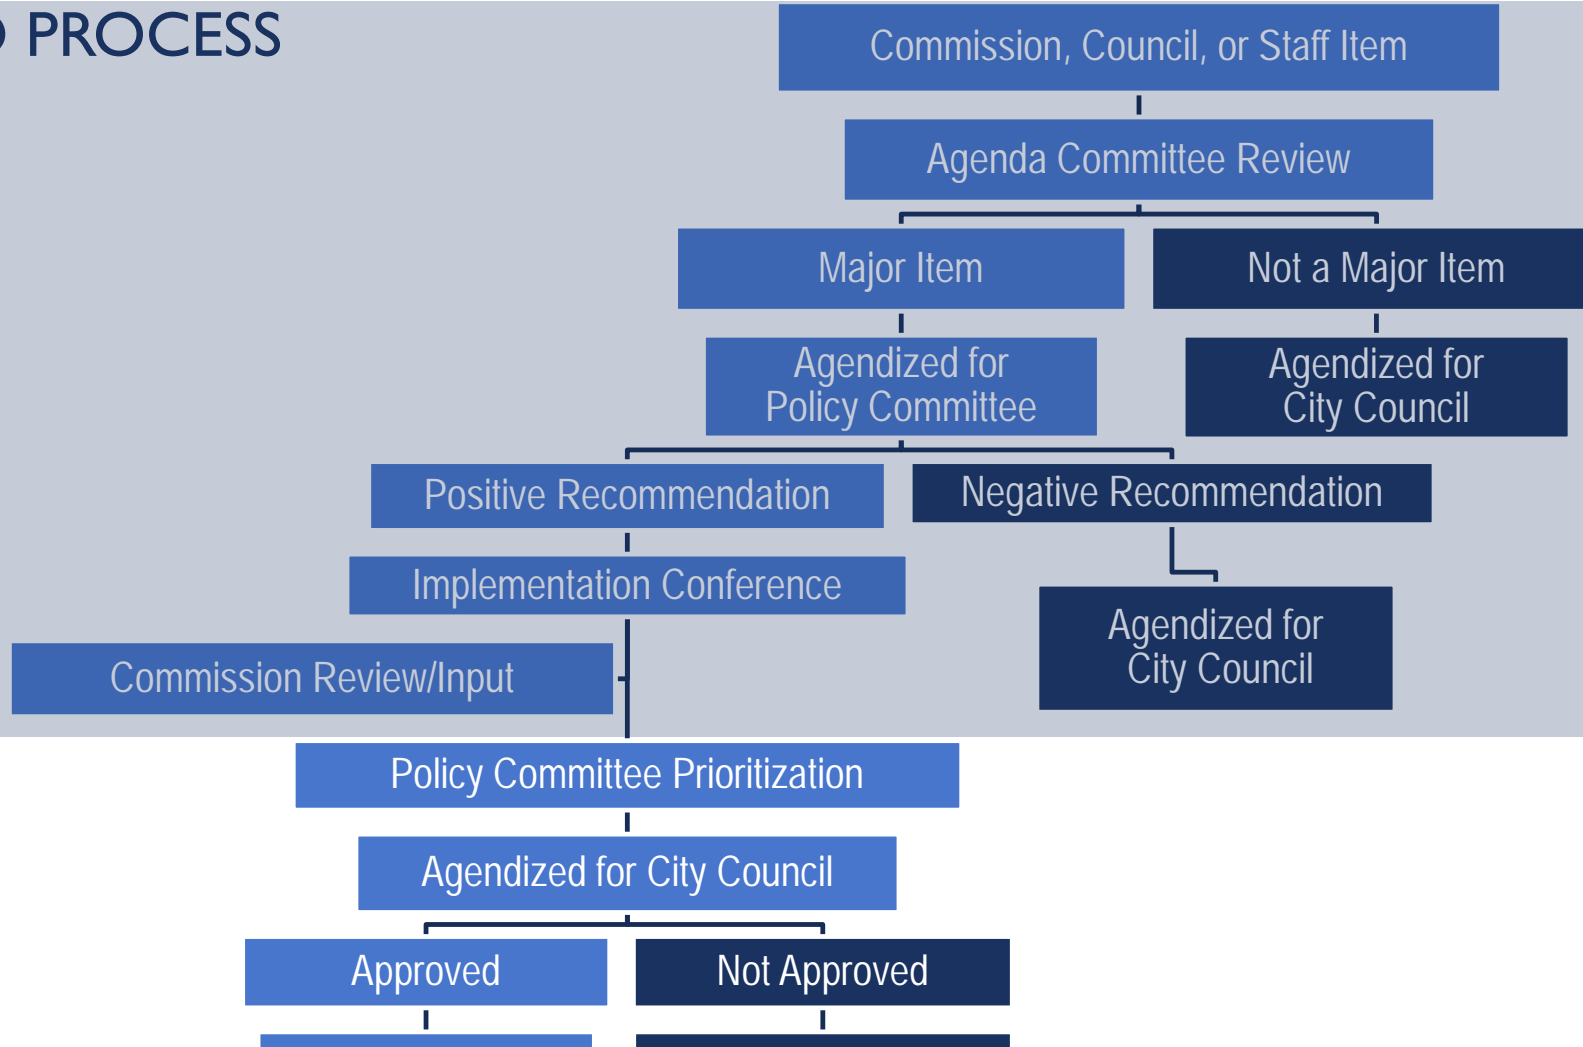 PROCESS
Commission, Council, or Staff Item
Agenda Committee Review
Major Item
Not a Major Item
Agendized for
Policy Committee
Agendized for
City Council
Positive Recommendation
Negative Recommendation
Implementation Conference
Agendized for
City Council
Commission Review/Input
Policy Committee Prioritization
Agendized for City Council
Approved
Not Approved